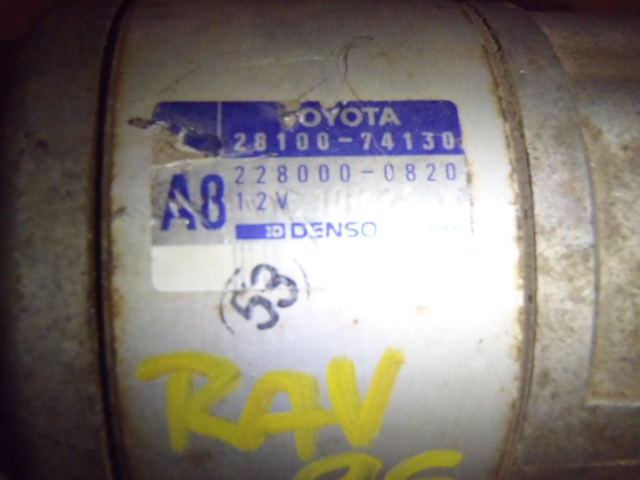 TOYOTA
28100-74130
A8
228000-0820
12V
DENSO
53
RAV